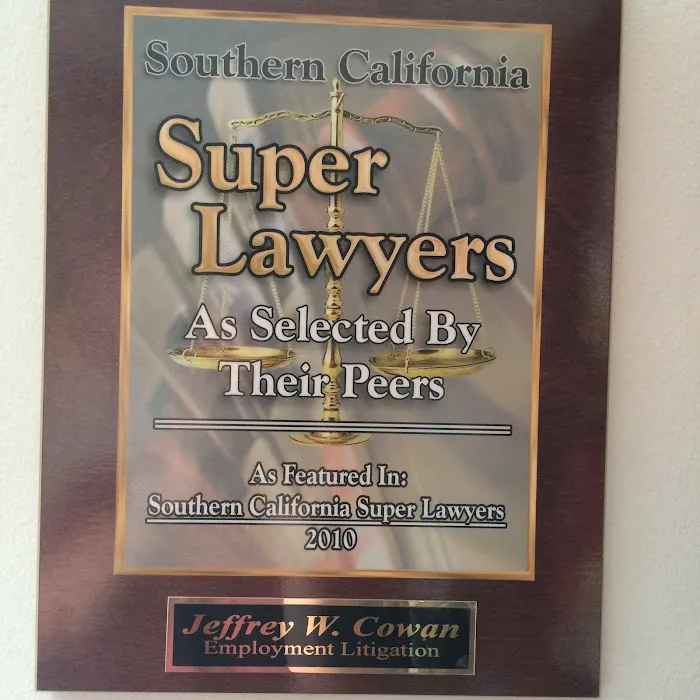 Southern California
Super
Lawyers
As Selected By
Their Peers
As Featured In:
Southern California Super Lawyers
2010
Jeffrey W. Cowan
Employment Litigation